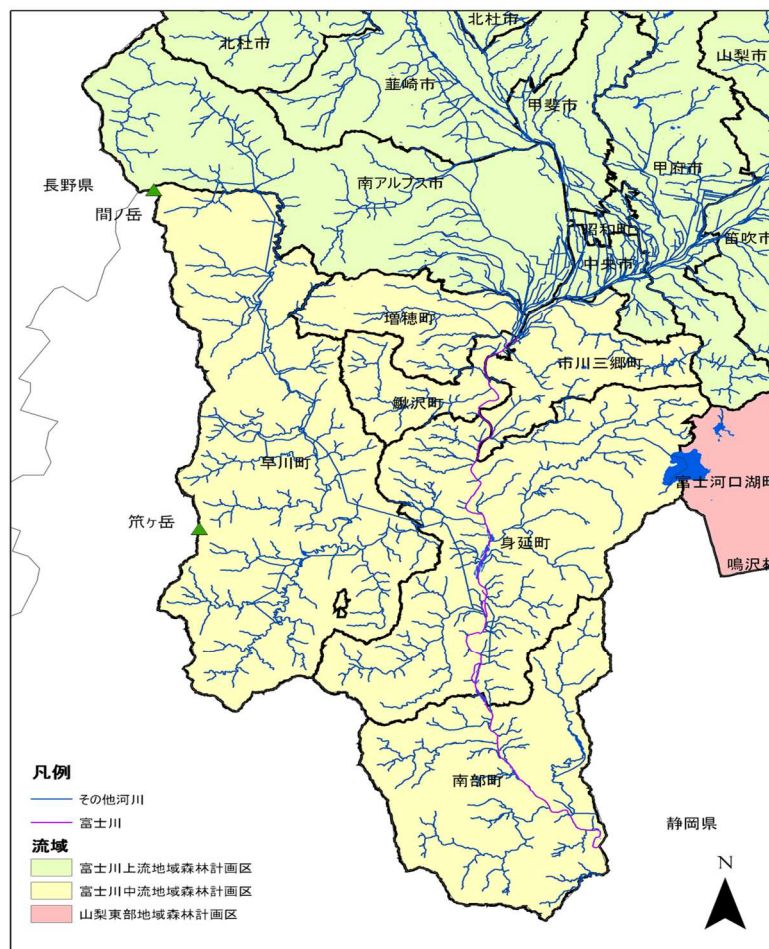 北杜市
北杜市
韮崎市
山梨市
甲斐市
甲府市
長野県
南アルプス市
間ノ岳
昭和町
笛吹市
中央市
増穂町
市川三郷町
鰍沢町
早川町
富士河口湖町
笊ヶ岳
身延町
鳴沢村
南部町
静岡県
凡例
その他河川
富士川
流域
富士川上流地域森林計画区
富士川中流地域森林計画区
山梨東部地域森林計画区
N